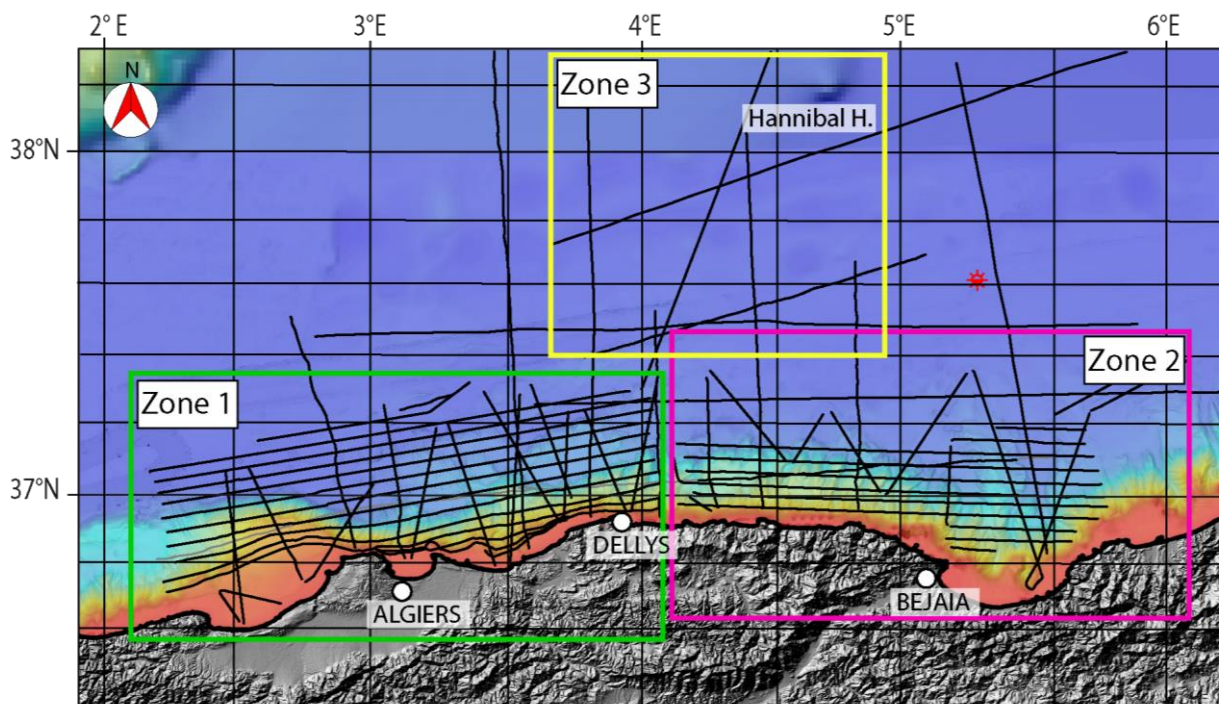 2° E
3°E
4°E
5°E
6°E
N
Zone 3
Hannibal H.
38°N
Zone 2
Zone 1
37°N
DELLYS
BEJAIA
ALGIERS